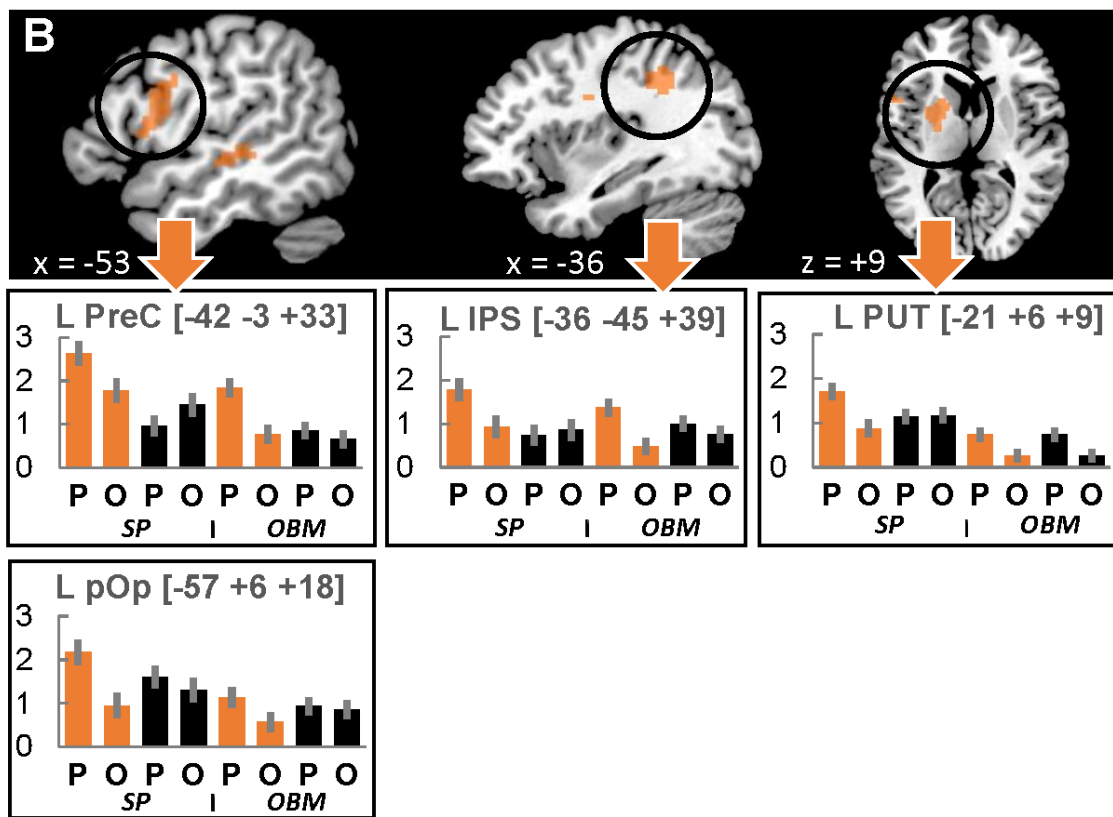 B
x = -53
x = -36
z = +9
L PreC [-42 -3 +33]
3
2
1
0
P O P O P O P O
SP I OBM
L IPS [-36 -45 +39]
3
2
1
0
P O P O P O P O
SP I OBM
L PUT [-21 +6 +9]
3
2
1
0
P O P O P O P O
SP I OBM
L pOp [-57 +6 +18]
3
2
1
0
P O P O P O P O
SP I OBM